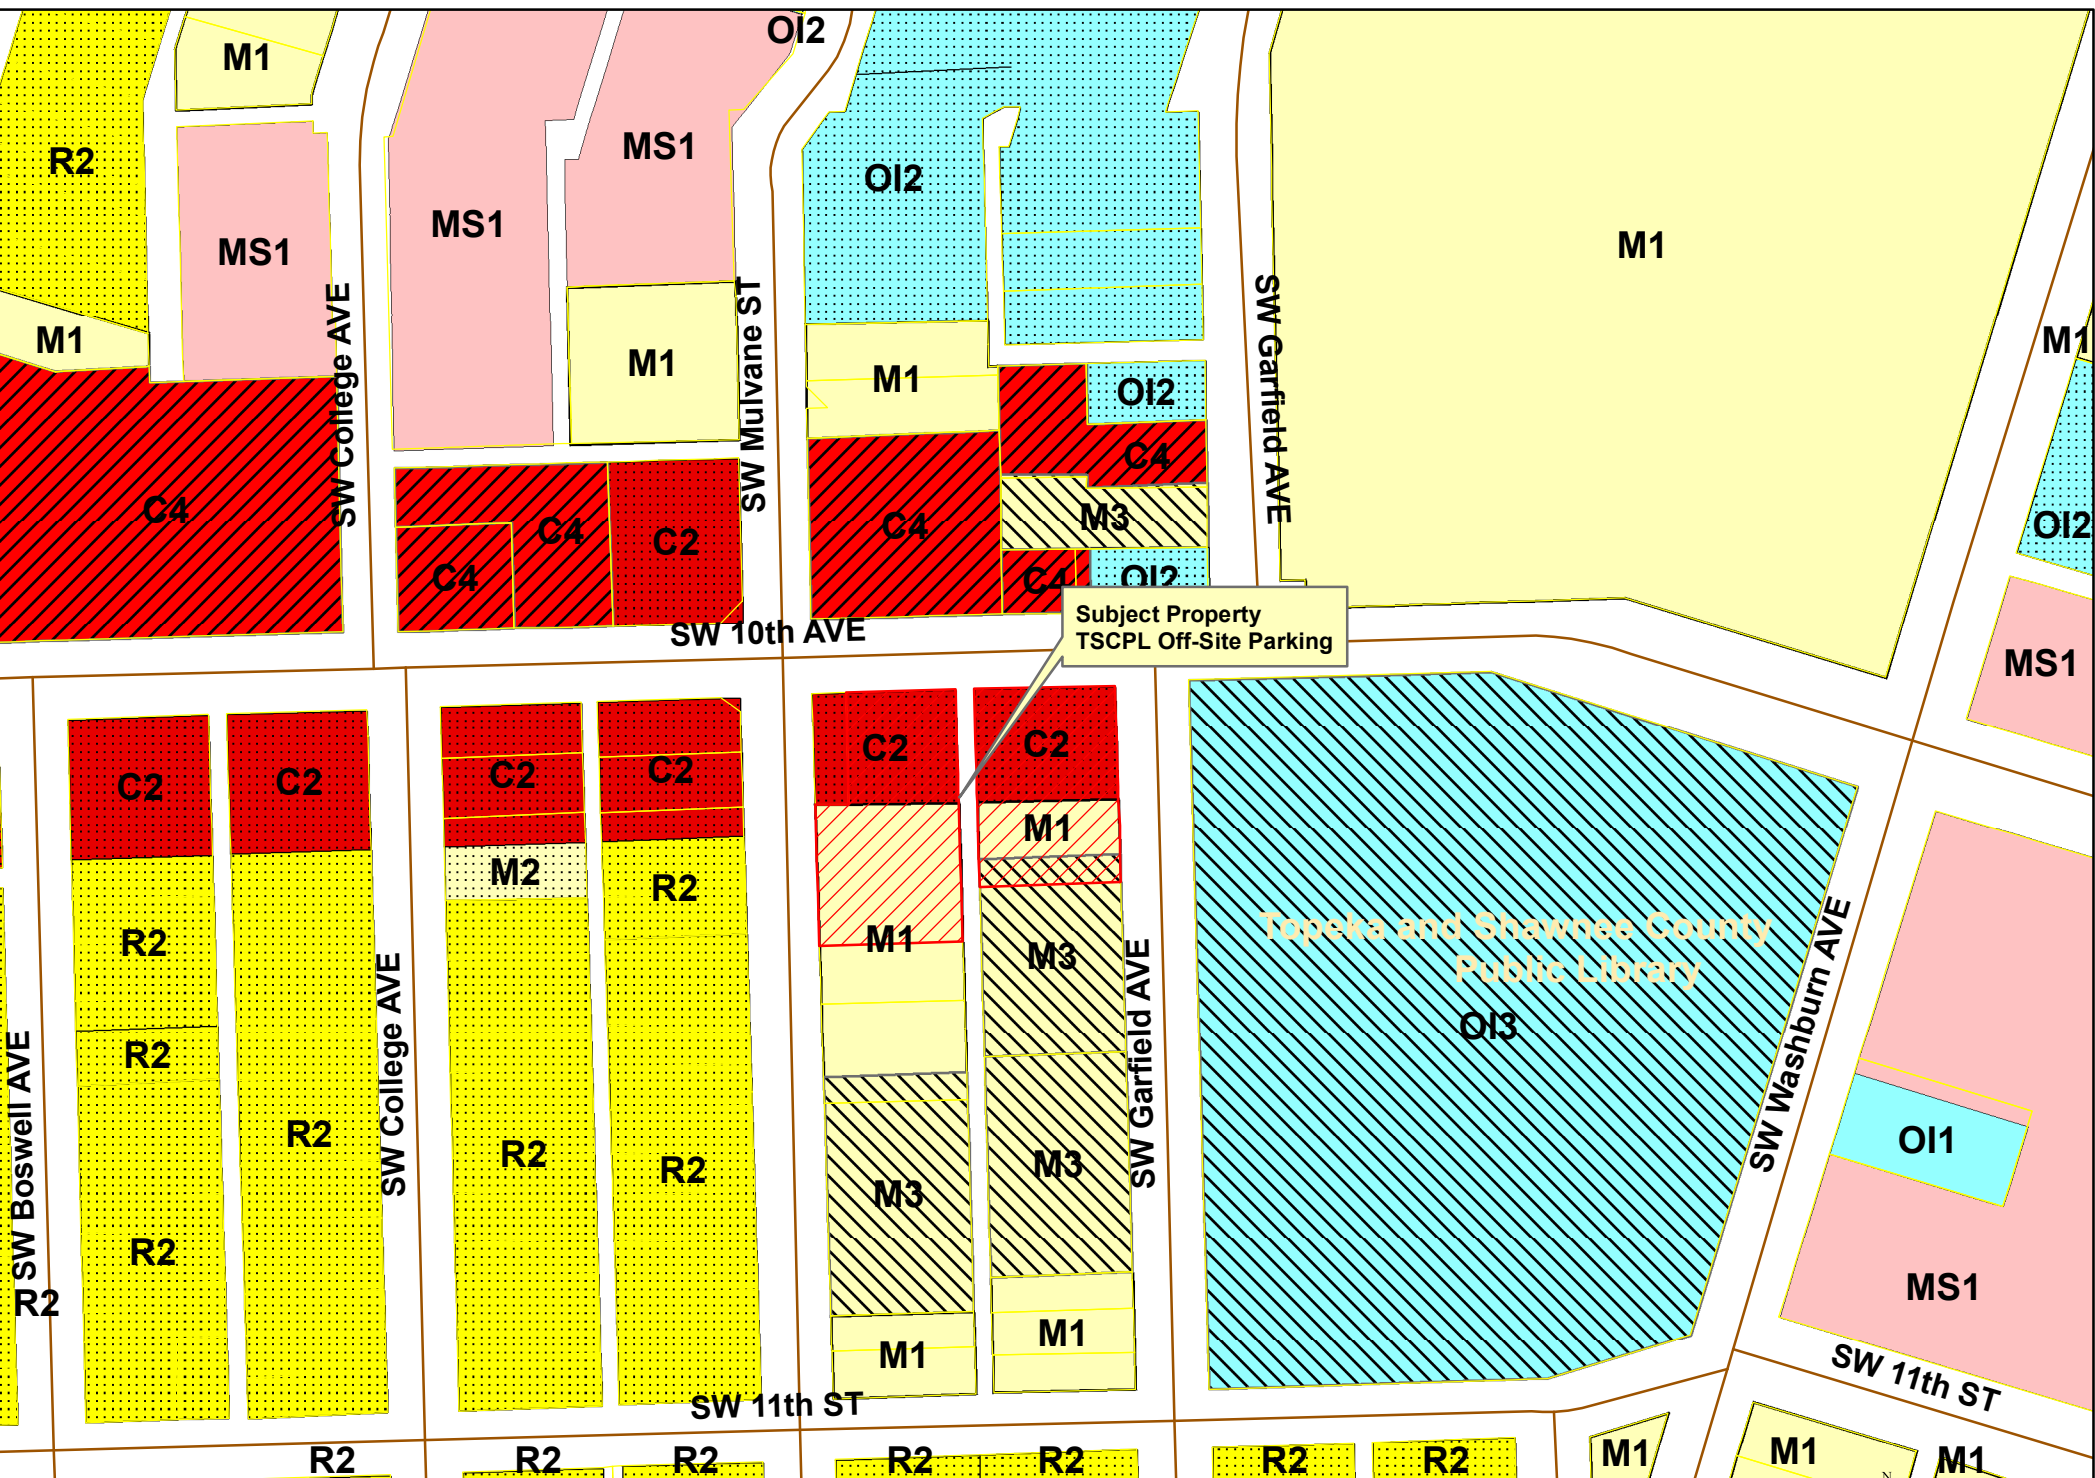 OI2
M1
MS1
R2
OI2
MS1
MS1
M1
MS1
M1
M1
M1
M1
OI2
C4
C4
C4
C2
C4
C4
M3
OI2
C4
OI2
SW College AVE
SW Mulvane ST
SW Garfield AVE
Subject Property
TSCPL Off-Site Parking
SW 10th AVE
MS1
C2
C2
C2
C2
C2
C2
M1
M2
R2
R2
M1
M3
Topeka and Shawnee County
Public Library
OI3
R2
R2
R2
R2
M3
M3
R2
R2
R2
OI1
MS1
M1
M1
SW Boswell AVE
SW College AVE
SW Garfield AVE
SW Washburn AVE
SW 11th ST
SW 11th ST
R2
R2
R2
R2
R2
R2
R2
M1
M1
M1
N